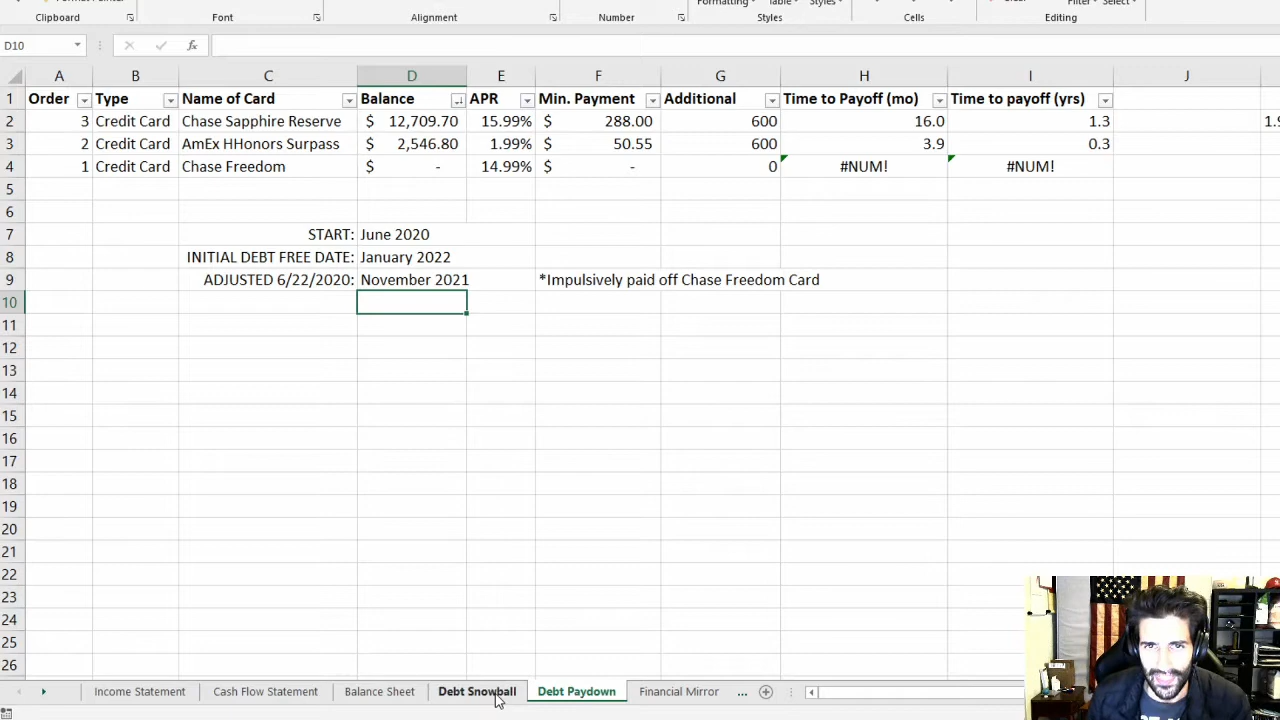 Clipboard
Font
Alignment
Number
Styles
Cells
Editing
D10
fx
A B C D E F G H I J
1 Order Type Name of Card Balance APR Min. Payment Additional Time to Payoff (mo) Time to payoff (yrs)
2 3 Credit Card Chase Sapphire Reserve $ 12,709.70 15.99% $ 288.00 600 16.0 1.3
3 2 Credit Card AmEx HHonors Surpass $ 2,546.80 1.99% $ 50.55 600 3.9 0.3
4 1 Credit Card Chase Freedom $ - 14.99% $ - 0 #NUM! #NUM!
5
6
7 START: June 2020
8 INITIAL DEBT FREE DATE: January 2022
9 ADJUSTED 6/22/2020: November 2021 *Impulsively paid off Chase Freedom Card
10
11
12
13
14
15
16
17
18
19
20
21
22
23
24
25
26
Income Statement Cash Flow Statement Balance Sheet Debt Snowball Debt Paydown Financial Mirror ...